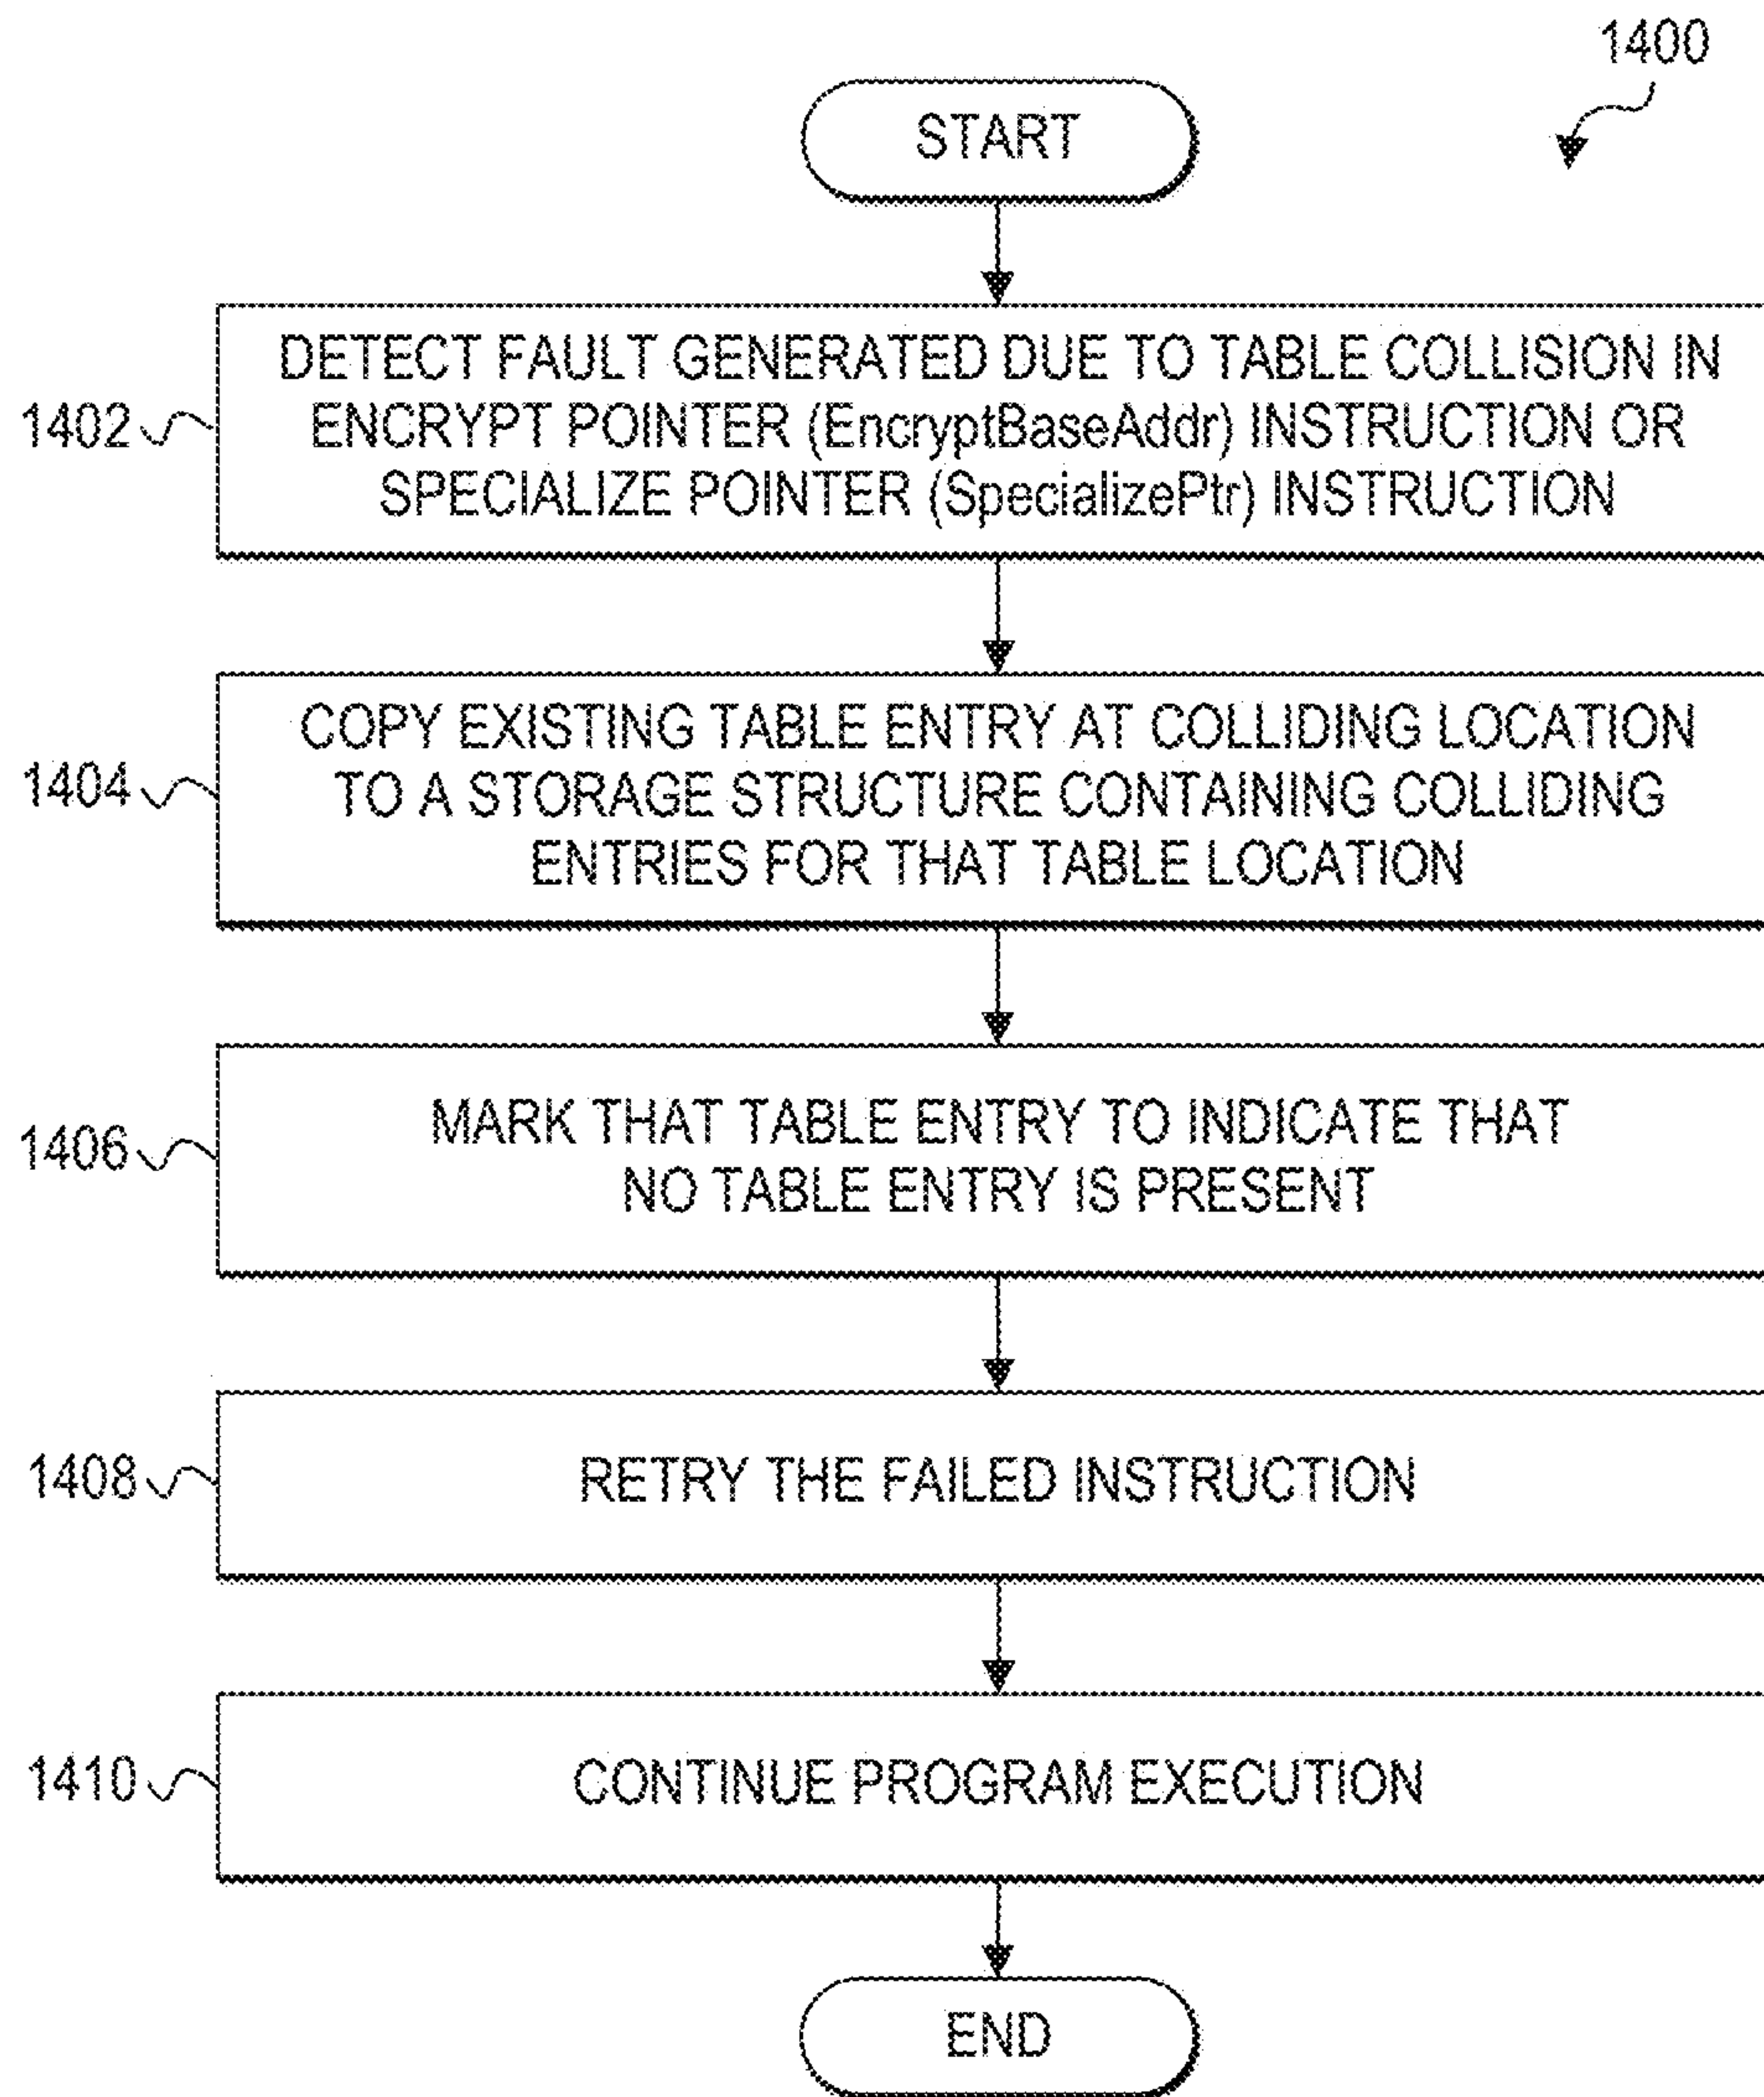 1400
START
1402
DETECT FAULT GENERATED DUE TO TABLE COLLISION IN
ENCRYPT POINTER (EncryptBaseAddr) INSTRUCTION OR
SPECIALIZE POINTER (SpecializePtr) INSTRUCTION
1404
COPY EXISTING TABLE ENTRY AT COLLIDING LOCATION
TO A STORAGE STRUCTURE CONTAINING COLLIDING
ENTRIES FOR THAT TABLE LOCATION
1406
MARK THAT TABLE ENTRY TO INDICATE THAT
NO TABLE ENTRY IS PRESENT
1408
RETRY THE FAILED INSTRUCTION
1410
CONTINUE PROGRAM EXECUTION
END